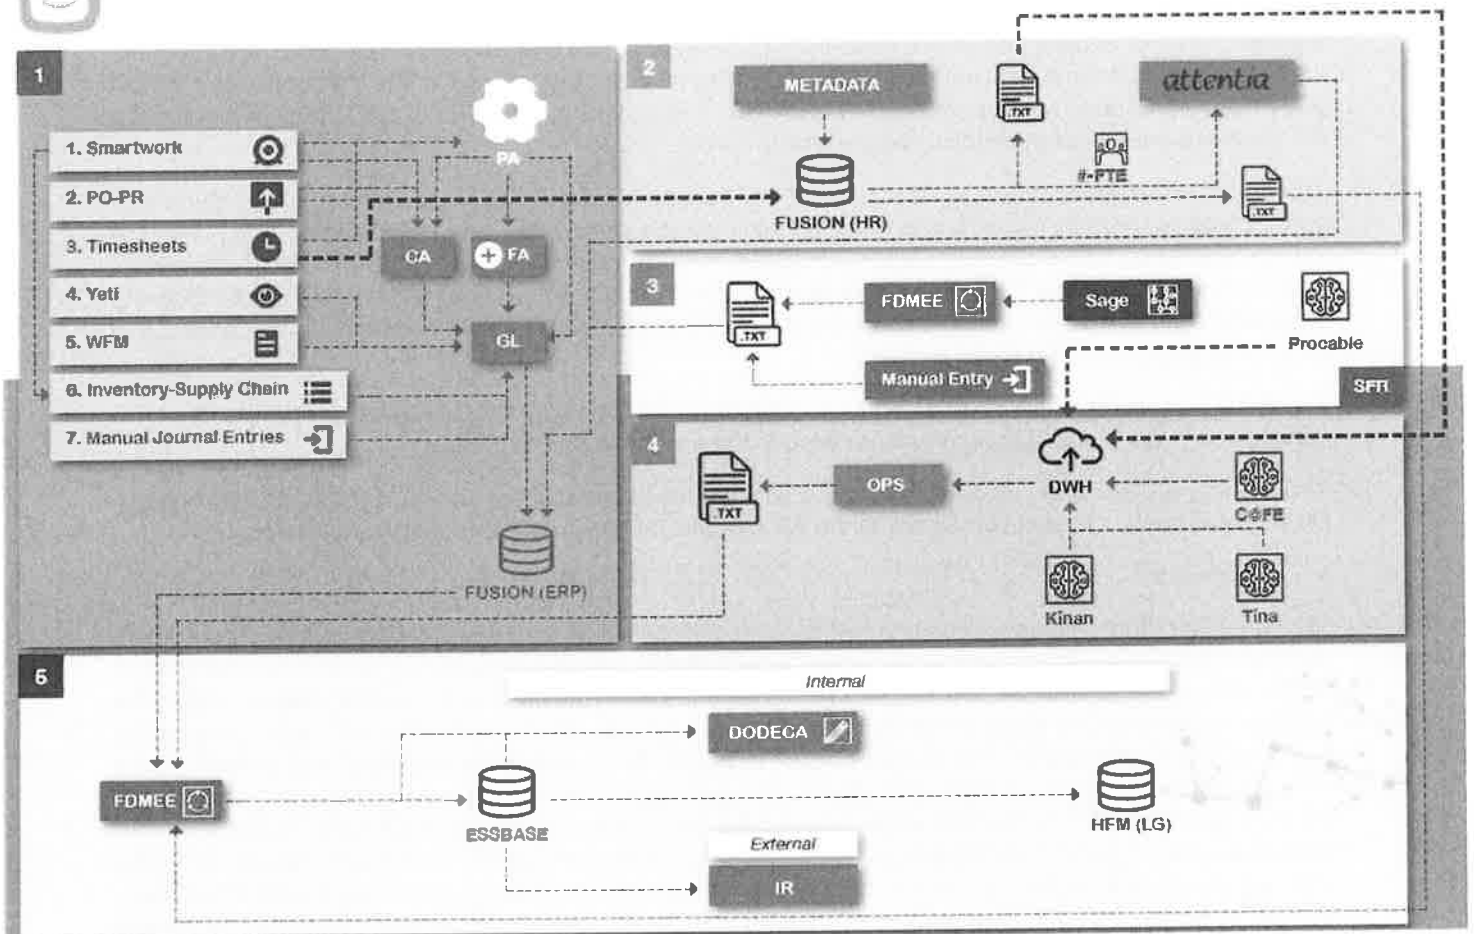 1
1. Smartwork
2. PO-PR
3. Timesheets
4. Yeti
5. WFM
6. Inventory-Supply Chain
7. Manual Journal Entries
PA
CA
FA
GL
FUSION (ERP)
2
METADATA
.TXT
attentia
#-FTE
FUSION (HR)
.TXT
3
.TXT
FDMEE
Sage
Procable
Manual Entry
SFR
4
.TXT
OPS
DWH
C@FE
Kinan
Tina
5
Internal
DODECA
FDMEE
ESSBASE
HFM (LG)
External
IR